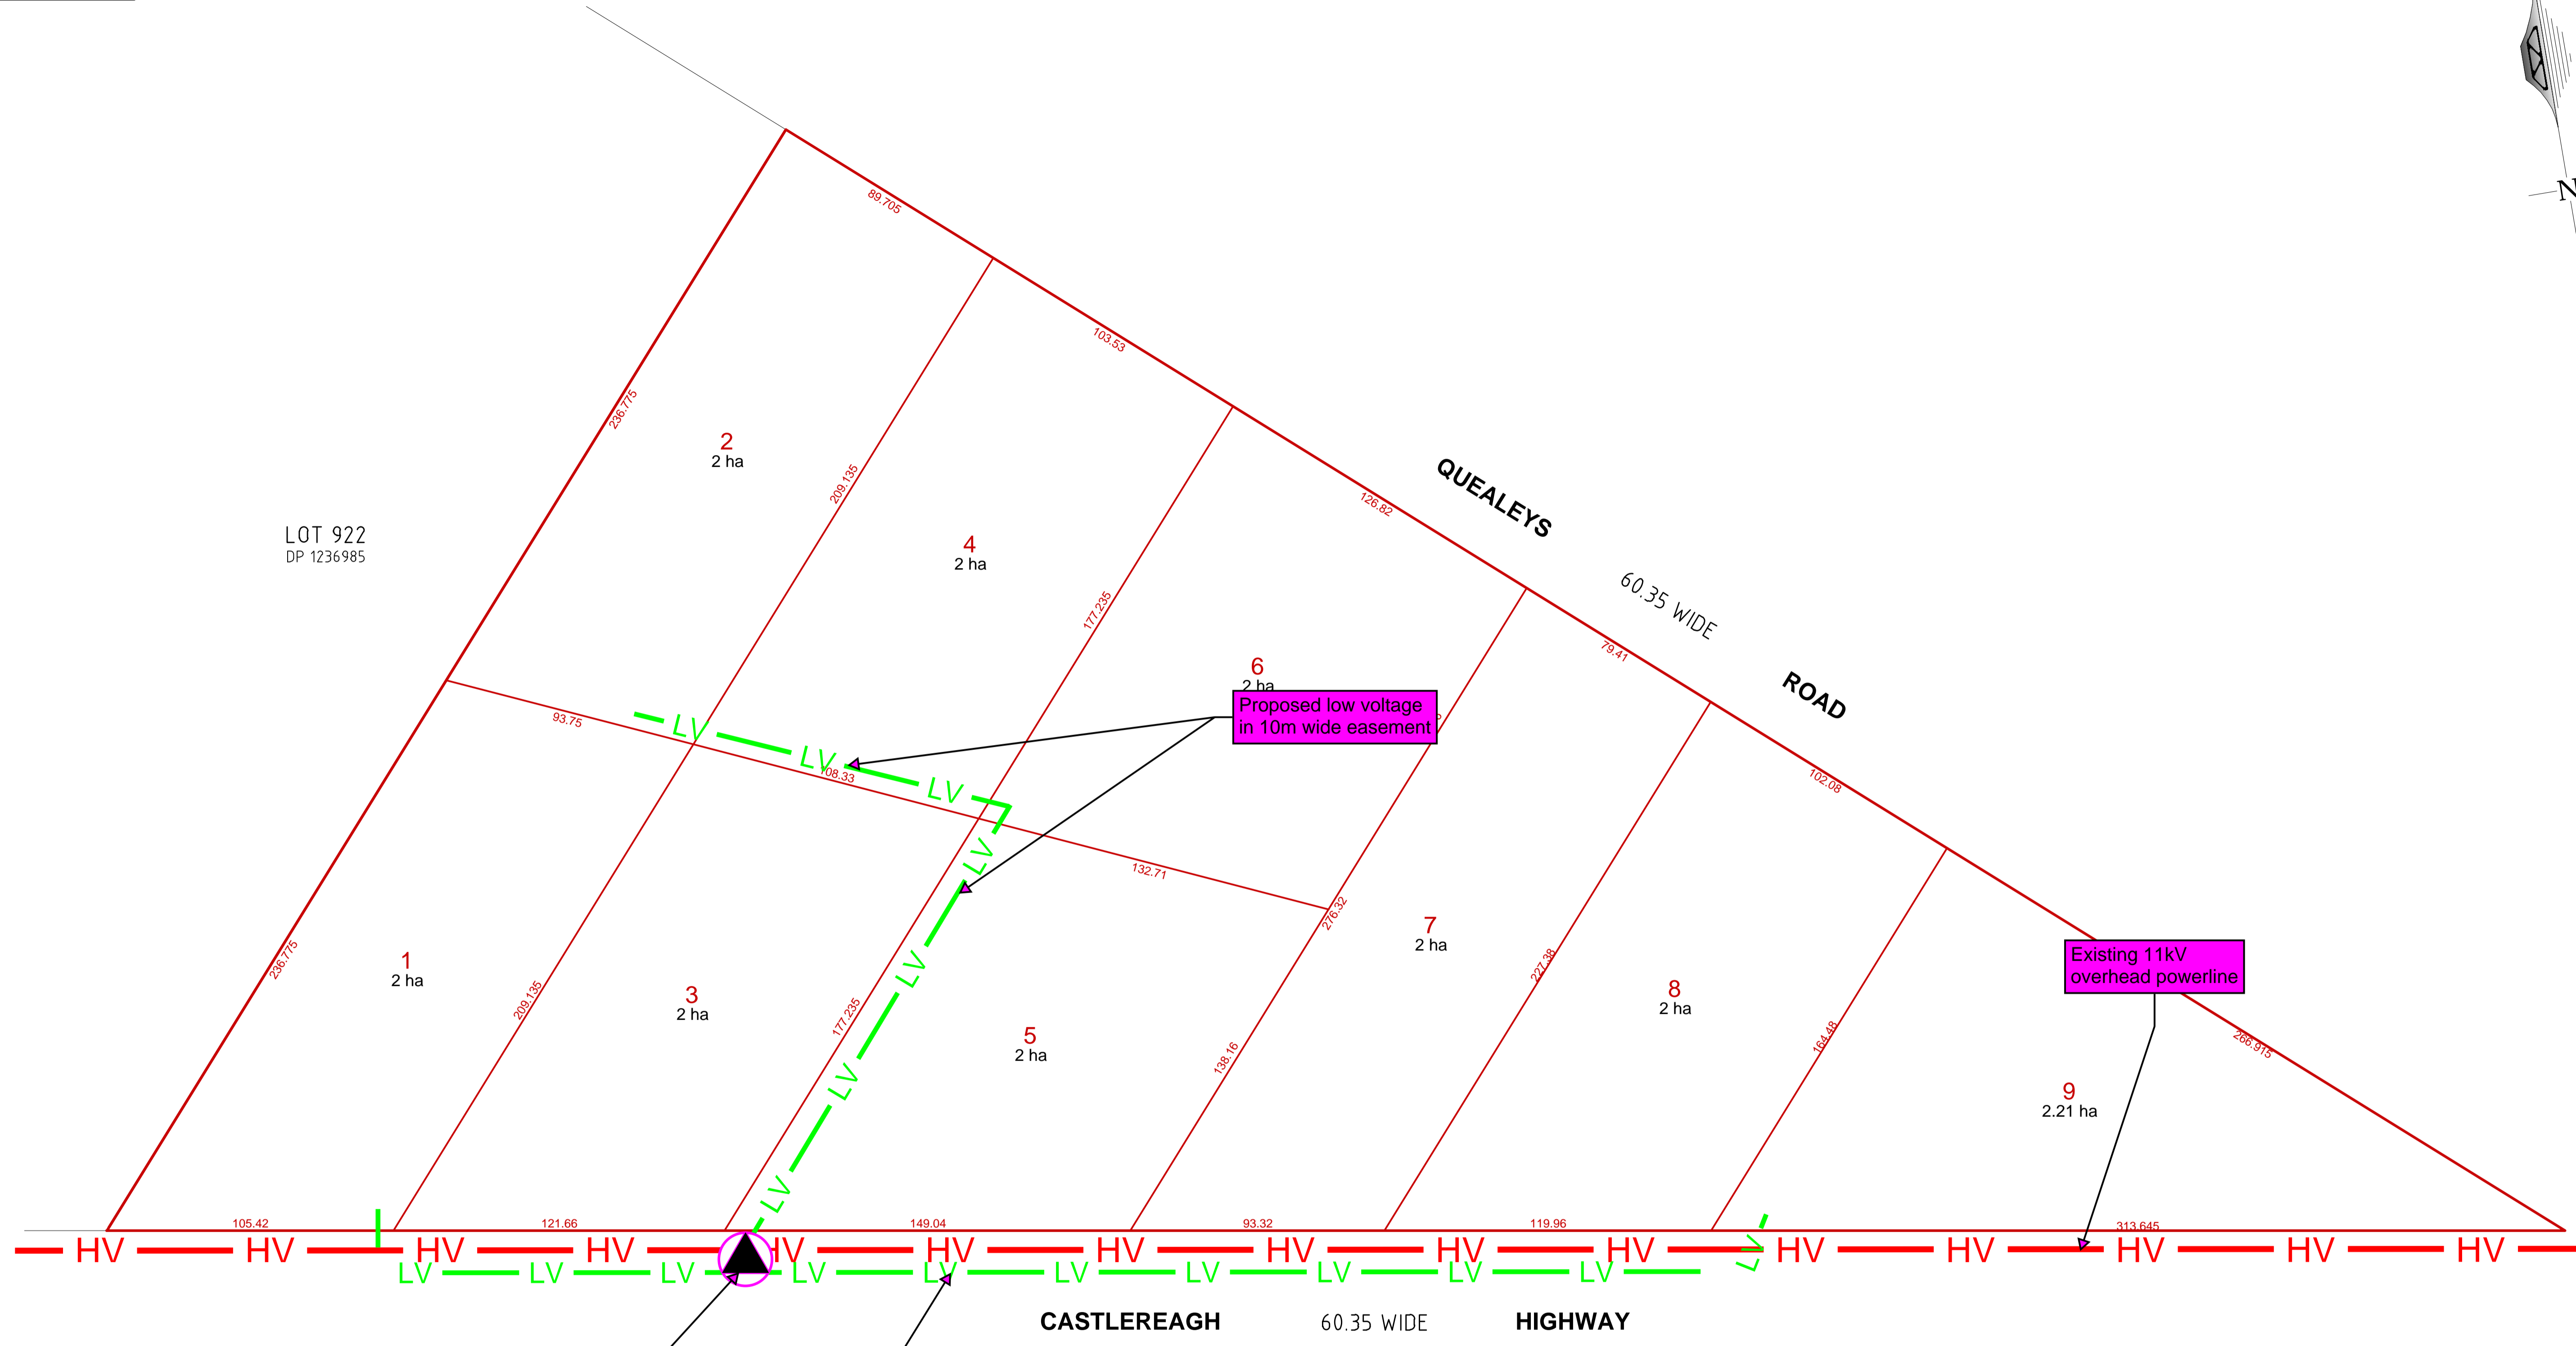 N
89.705
103.53
236.775
2
2 ha
209.135
QUEALEYS
126.82
LOT 922
DP 1236985
4
2 ha
177.235
60.35 WIDE
79.41
6
2 ha
ROAD
Proposed low voltage
in 10m wide easement
93.75
LV
LV
108.33
LV
102.08
LV
132.71
276.32
7
2 ha
Existing 11kV
overhead powerline
236.775
1
2 ha
209.135
3
2 ha
177.235
LV
227.38
8
2 ha
5
2 ha
138.16
164.48
266.915
LV
9
2.21 ha
LV
105.42
121.66
149.04
93.32
119.96
313.645
HV HV HV HV HV HV HV HV HV HV HV HV HV HV HV
LV
LV LV LV LV LV LV LV LV LV LV
CASTLEREAGH 60.35 WIDE HIGHWAY